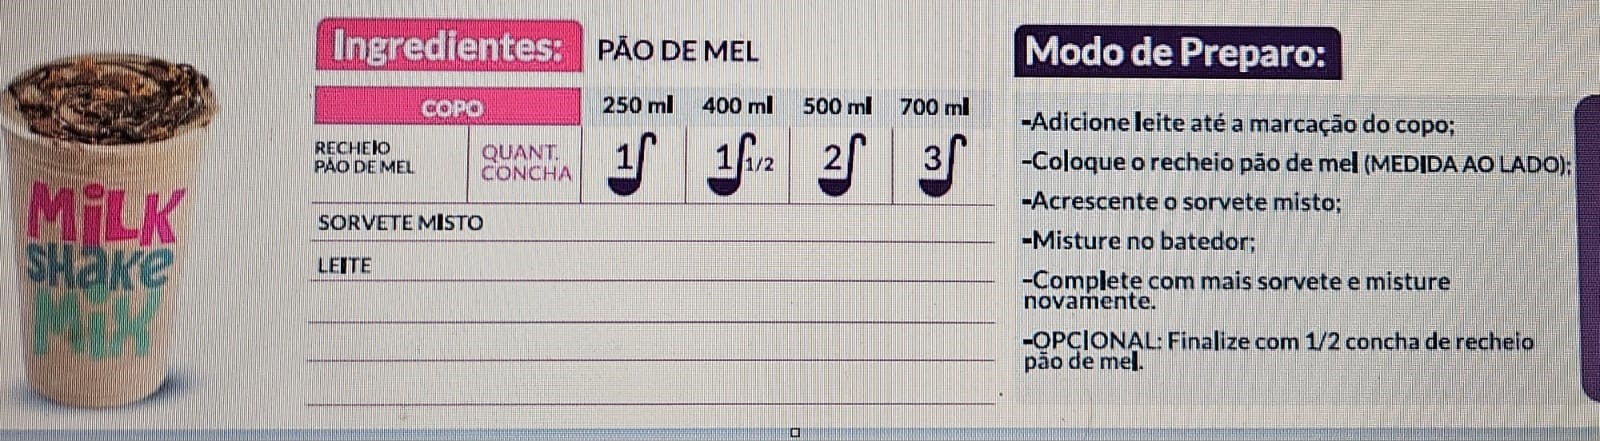 Ingredientes: PÃO DE MEL
COPO 250 ml 400 ml 500 ml 700 ml
RECHEIO
PÃO DE MEL
QUANT.
CONCHA
1 1 1/2 2 3
SORVETE MISTO
LEITE
Modo de Preparo:
-Adicione leite até a marcação do copo;
-Coloque o recheio pão de mel (MEDIDA AO LADO);
-Acrescente o sorvete misto;
-Misture no batedor;
-Complete com mais sorvete e misture
novamente.
-OPCIONAL: Finalize com 1/2 concha de recheio
pão de mel.
MiLK
SHaKe
MiX